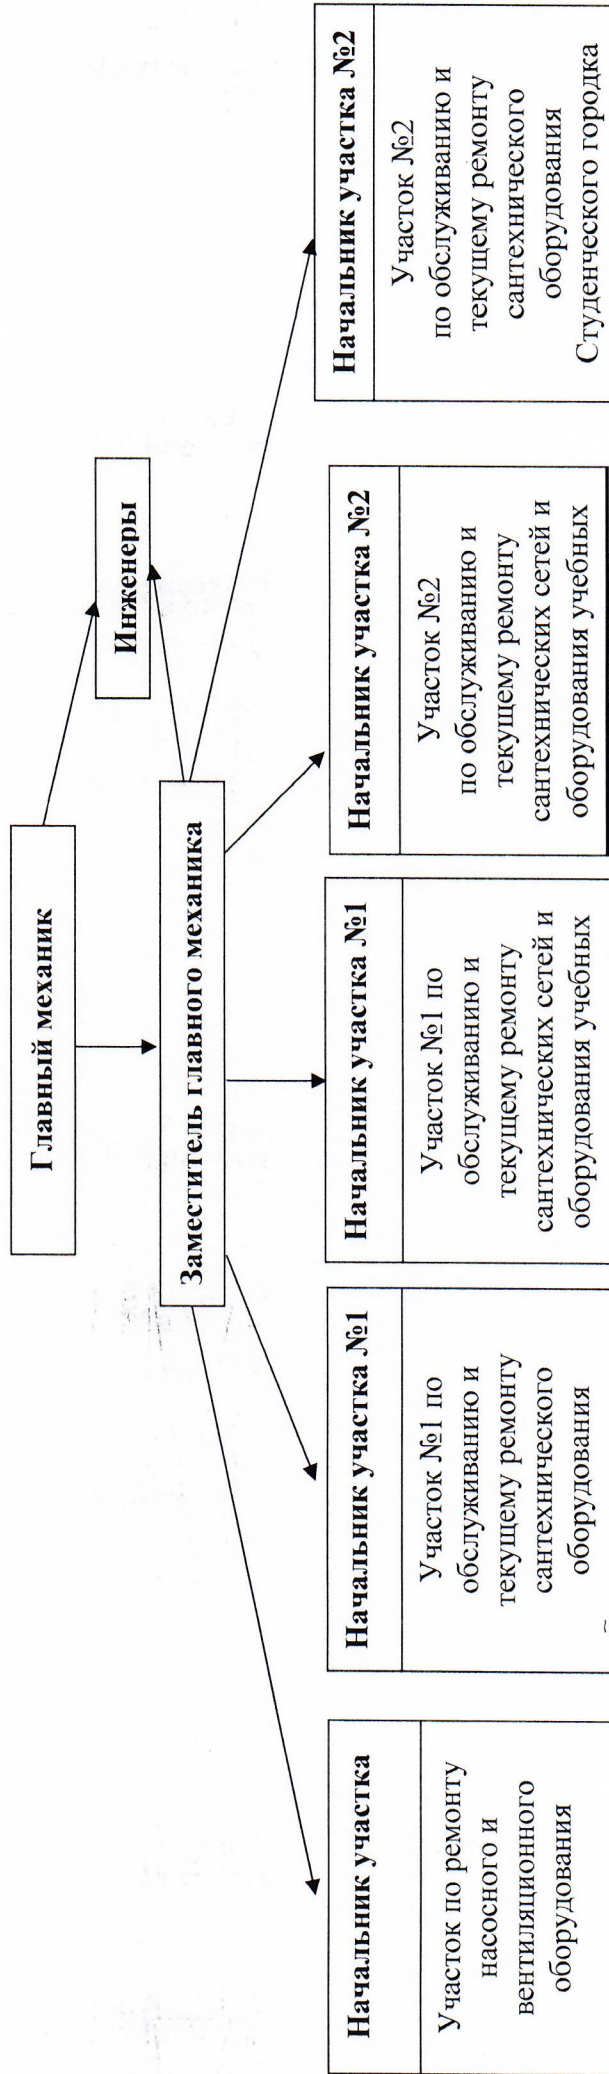 Главный механик
Инженеры
Заместитель главного механика
Начальник участка
Участок по ремонту
насосного и
вентиляционного
оборудования
Начальник участка №1
Участок №1 по
обслуживанию и
текущему ремонту
сантехнического
оборудования
Начальник участка №1
Участок №1 по
обслуживанию и
текущему ремонту
сантехнических сетей и
оборудования учебных
Начальник участка №2
Участок №2
по обслуживанию и
текущему ремонту
сантехнических сетей и
оборудования учебных
Начальник участка №2
Участок №2
по обслуживанию и
текущему ремонту
сантехнического
оборудования
Студенческого городка